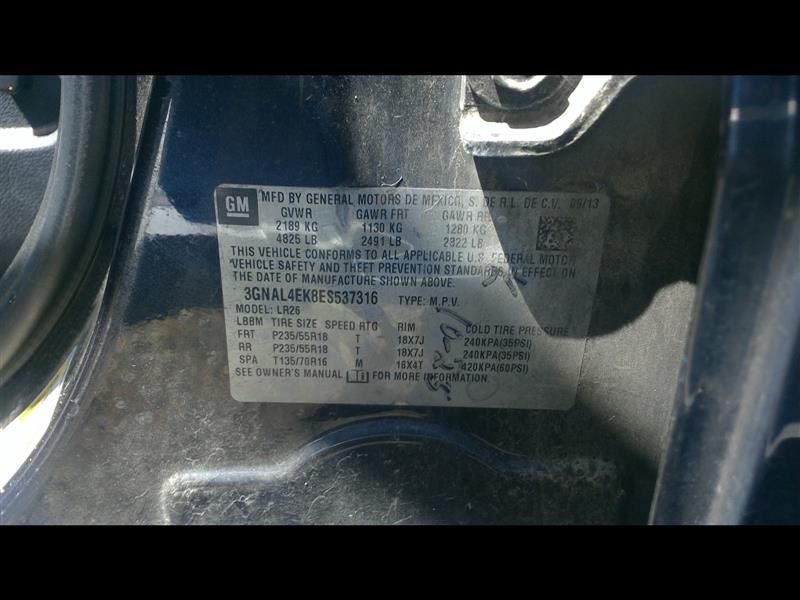 GM
MFD BY GENERAL MOTORS DE MEXICO, S. DE R.L. DE C.V. 09/13
GVWR GAWR FRT GAWR RR
2189 KG 1130 KG 1280 KG
4825 LB 2491 LB 2822 LB
THIS VEHICLE CONFORMS TO ALL APPLICABLE U.S. FEDERAL MOTOR
VEHICLE SAFETY AND THEFT PREVENTION STANDARDS IN EFFECT ON
THE DATE OF MANUFACTURE SHOWN ABOVE.
3GNAL4EK8ES537316 TYPE: M.P.V.
MODEL: LR26
LBBM TIRE SIZE SPEED RTG RIM COLD TIRE PRESSURE
FRT P235/55R18 T 18X7J 240KPA(35PSI)
RR P235/55R18 T 18X7J 240KPA(35PSI)
SPA T135/70R16 M 16X4T 420KPA(60PSI)
SEE OWNER'S MANUAL FOR MORE INFORMATION.